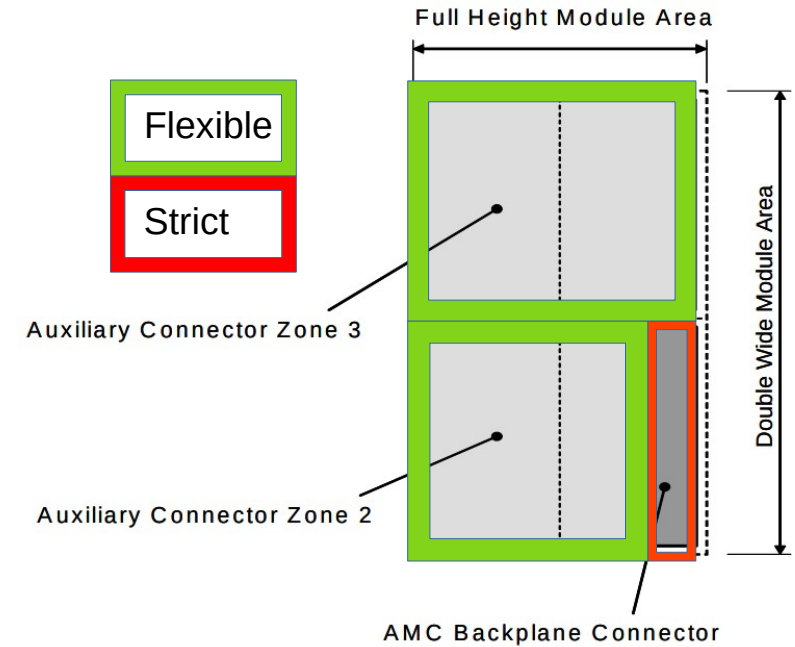 Full Height Module Area
Flexible
Strict
Double Wide Module Area
Auxiliary Connector Zone 3
Auxiliary Connector Zone 2
AMC Backplane Connector